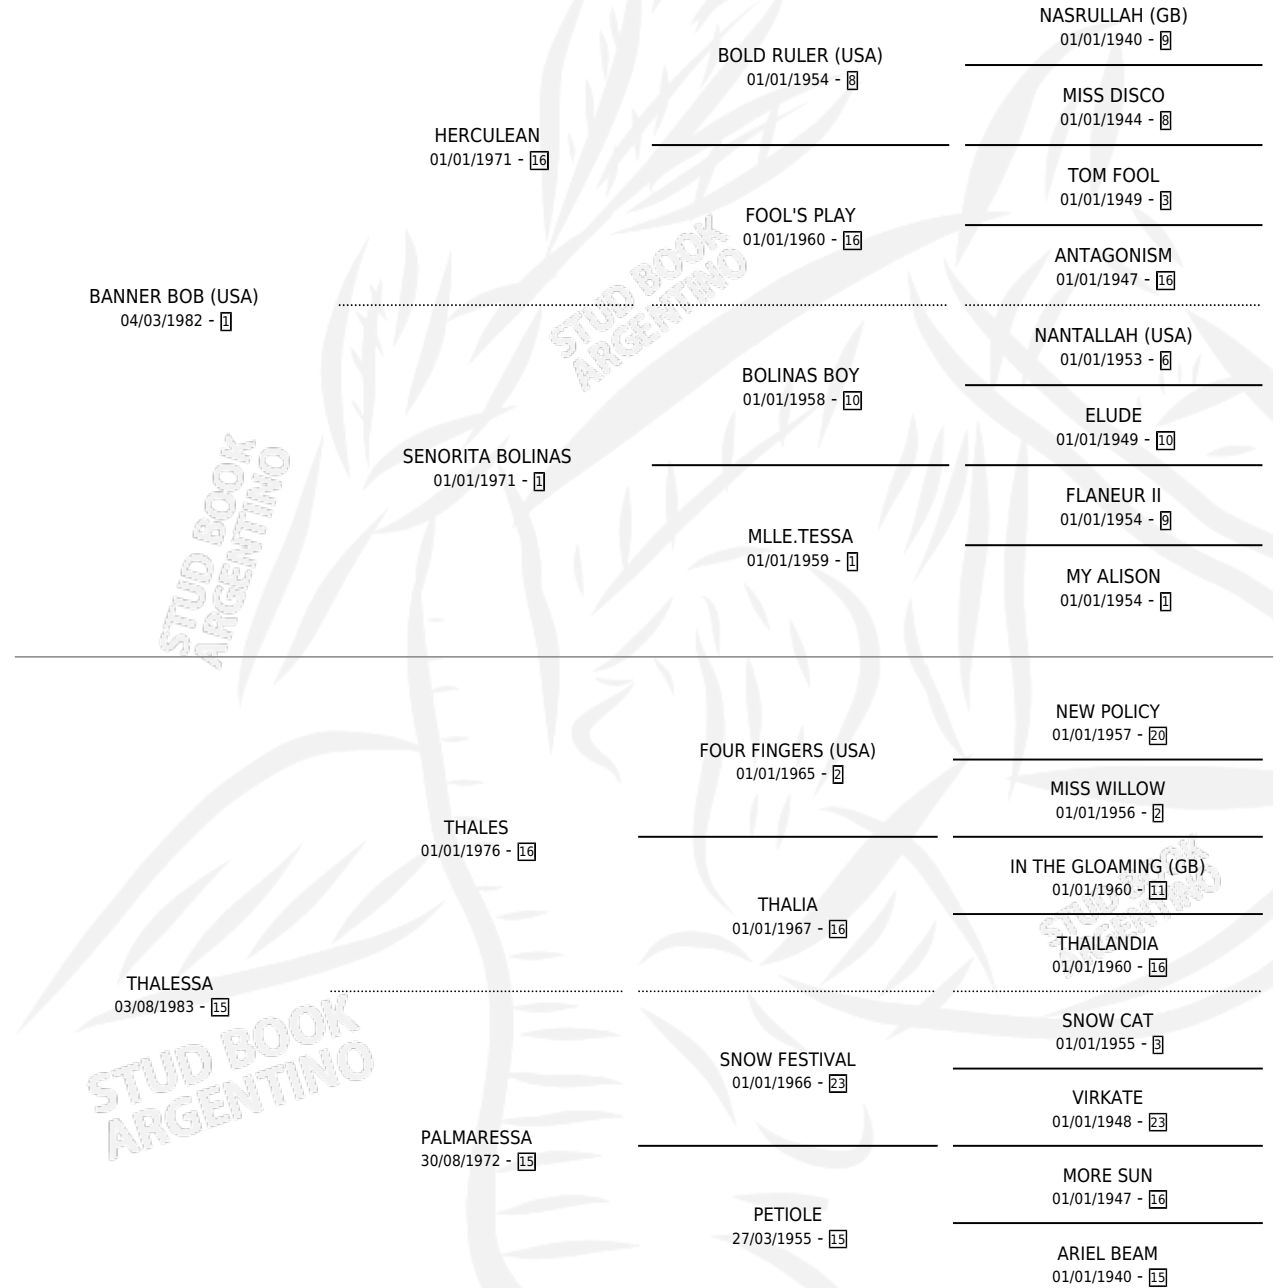 NASRULLAH (GB)
01/01/1940 - 9
BOLD RULER (USA)
01/01/1954 - 8
MISS DISCO
01/01/1944 - 8
HERCULEAN
01/01/1971 - 16
TOM FOOL
01/01/1949 - 3
FOOL'S PLAY
01/01/1960 - 16
ANTAGONISM
01/01/1947 - 16
BANNER BOB (USA)
04/03/1982 - 1
STUD BOOK
ARGENTINO
NANTALLAH (USA)
01/01/1953 - 6
BOLINAS BOY
01/01/1958 - 10
ELUDE
01/01/1949 - 10
SENORITA BOLINAS
01/01/1971 - 1
FLANEUR II
01/01/1954 - 9
MLLE.TESSA
01/01/1959 - 1
MY ALISON
01/01/1954 - 1
STUD BOOK
ARGENTINO
NEW POLICY
01/01/1957 - 20
FOUR FINGERS (USA)
01/01/1965 - 2
MISS WILLOW
01/01/1956 - 2
THALES
01/01/1976 - 16
IN THE GLOAMING (GB)
01/01/1960 - 11
THALIA
01/01/1967 - 16
STUD BOOK
ARGENTINO
THAILANDIA
01/01/1960 - 16
THALESSA
03/08/1983 - 15
SNOW CAT
01/01/1955 - 3
SNOW FESTIVAL
01/01/1966 - 23
STUD BOOK
ARGENTINO
VIRKATE
01/01/1948 - 23
PALMARESSA
30/08/1972 - 15
MORE SUN
01/01/1947 - 16
PETIOLE
27/03/1955 - 15
ARIEL BEAM
01/01/1940 - 15